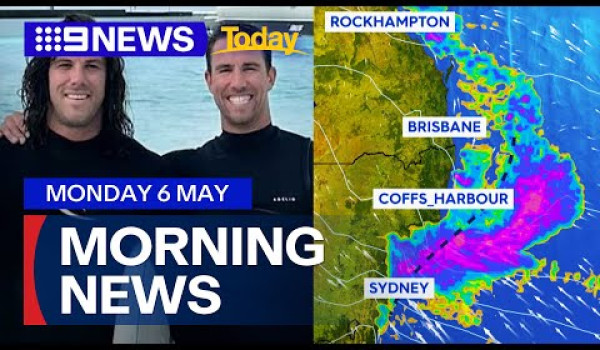 9NEWS Today
MONDAY 6 MAY
MORNING
NEWS
ROCKHAMPTON
BRISBANE
COFFS_HARBOUR
SYDNEY